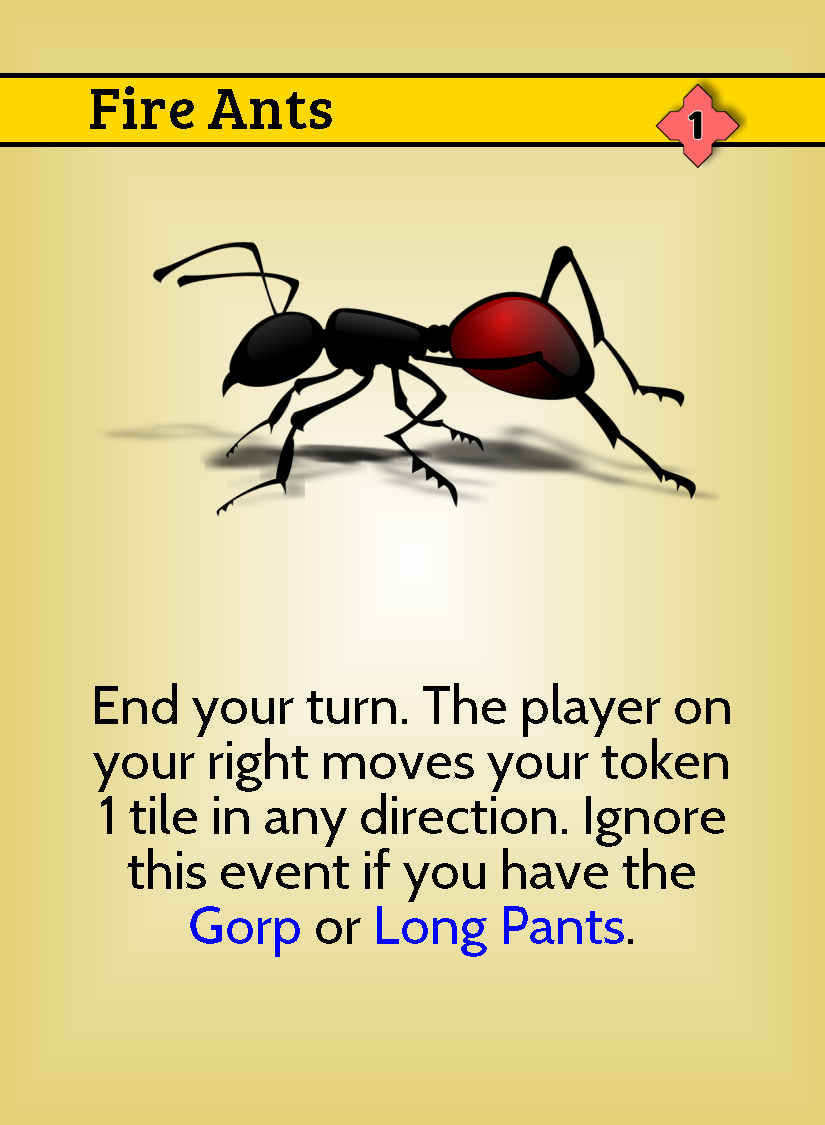 Fire Ants
1
End your turn. The player on
your right moves your token
1 tile in any direction. Ignore
this event if you have the
Gorp or Long Pants.